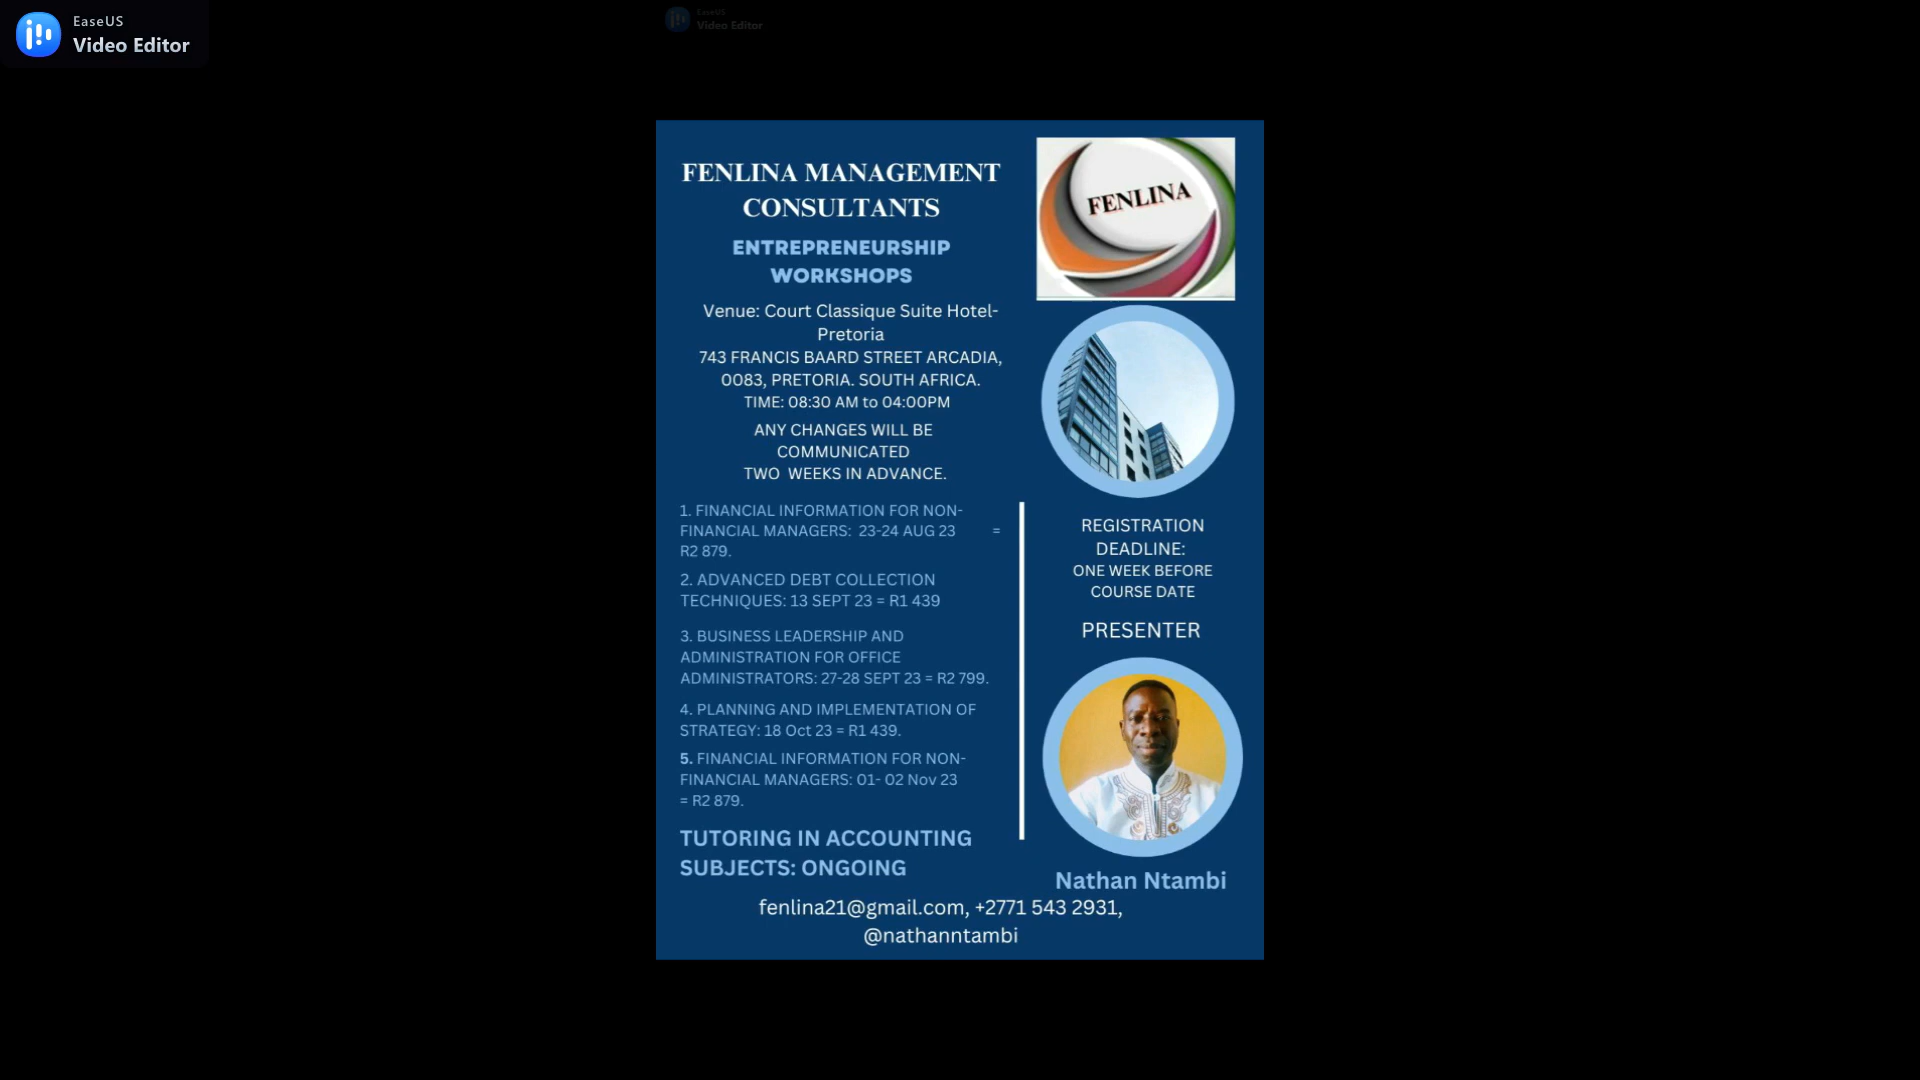 EaseUS
Video Editor
EaseUS
Video Editor
FENLINA MANAGEMENT
CONSULTANTS
ENTREPRENEURSHIP
WORKSHOPS
Venue: Court Classique Suite Hotel-
Pretoria
743 FRANCIS BAARD STREET ARCADIA,
0083, PRETORIA. SOUTH AFRICA.
TIME: 08:30 AM to 04:00PM
ANY CHANGES WILL BE
COMMUNICATED
TWO  WEEKS IN ADVANCE.
1. FINANCIAL INFORMATION FOR NON-
FINANCIAL MANAGERS:  23-24 AUG 23 =
R2 879.
2. ADVANCED DEBT COLLECTION
TECHNIQUES: 13 SEPT 23 = R1 439
3. BUSINESS LEADERSHIP AND
ADMINISTRATION FOR OFFICE
ADMINISTRATORS: 27-28 SEPT 23 = R2 799.
4. PLANNING AND IMPLEMENTATION OF
STRATEGY: 18 Oct 23 = R1 439.
5. FINANCIAL INFORMATION FOR NON-
FINANCIAL MANAGERS: 01- 02 Nov 23
= R2 879.
TUTORING IN ACCOUNTING
SUBJECTS: ONGOING
FENLINA
REGISTRATION
DEADLINE:
ONE WEEK BEFORE
COURSE DATE
PRESENTER
Nathan Ntambi
fenlina21@gmail.com, +2771 543 2931,
@nathanntambi